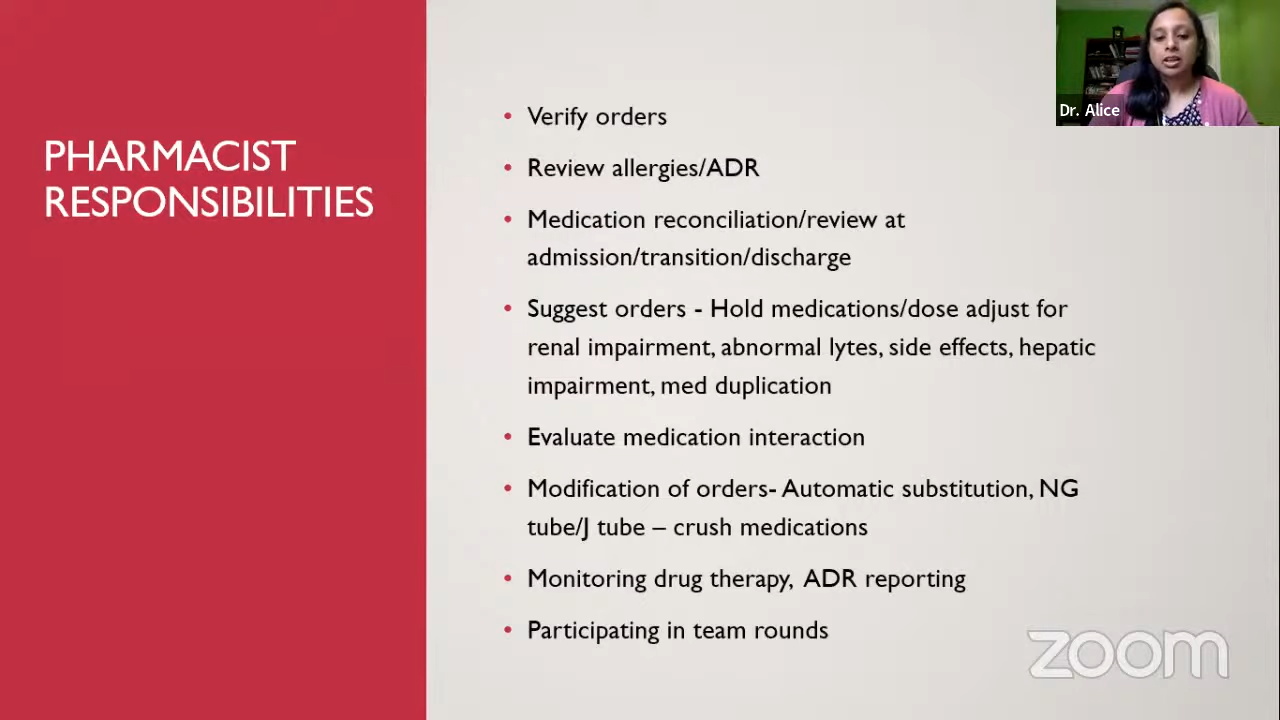 PHARMACIST
RESPONSIBILITIES
• Verify orders
• Review allergies/ADR
• Medication reconciliation/review at
admission/transition/discharge
• Suggest orders - Hold medications/dose adjust for
renal impairment, abnormal lytes, side effects, hepatic
impairment, med duplication
• Evaluate medication interaction
• Modification of orders- Automatic substitution, NG
tube/J tube – crush medications
• Monitoring drug therapy, ADR reporting
• Participating in team rounds
Dr. Alice
zoom